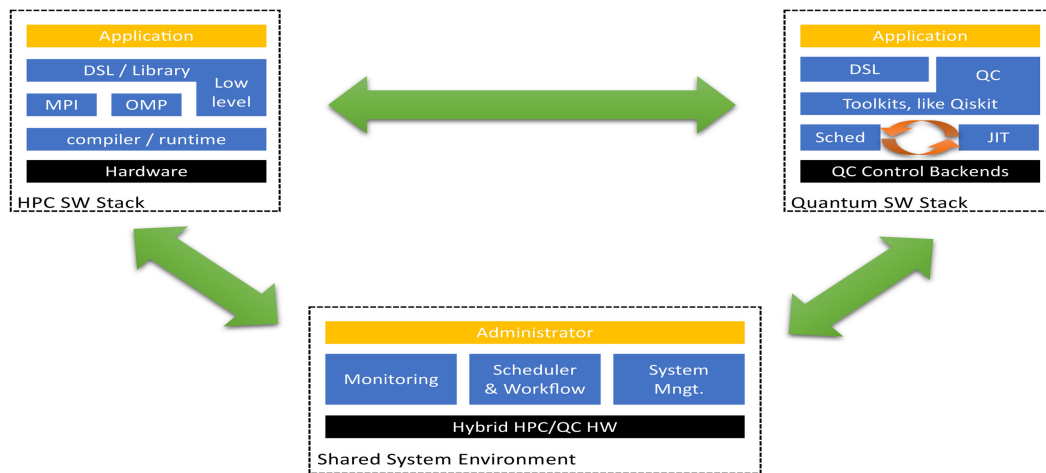 Application
DSL / Library
Low
level
MPI
OMP
compiler / runtime
Hardware
HPC SW Stack
Application
DSL
QC
Toolkits, like Qiskit
Sched
JIT
QC Control Backends
Quantum SW Stack
Administrator
Monitoring
Scheduler
& Workflow
System
Mngt.
Hybrid HPC/QC HW
Shared System Environment